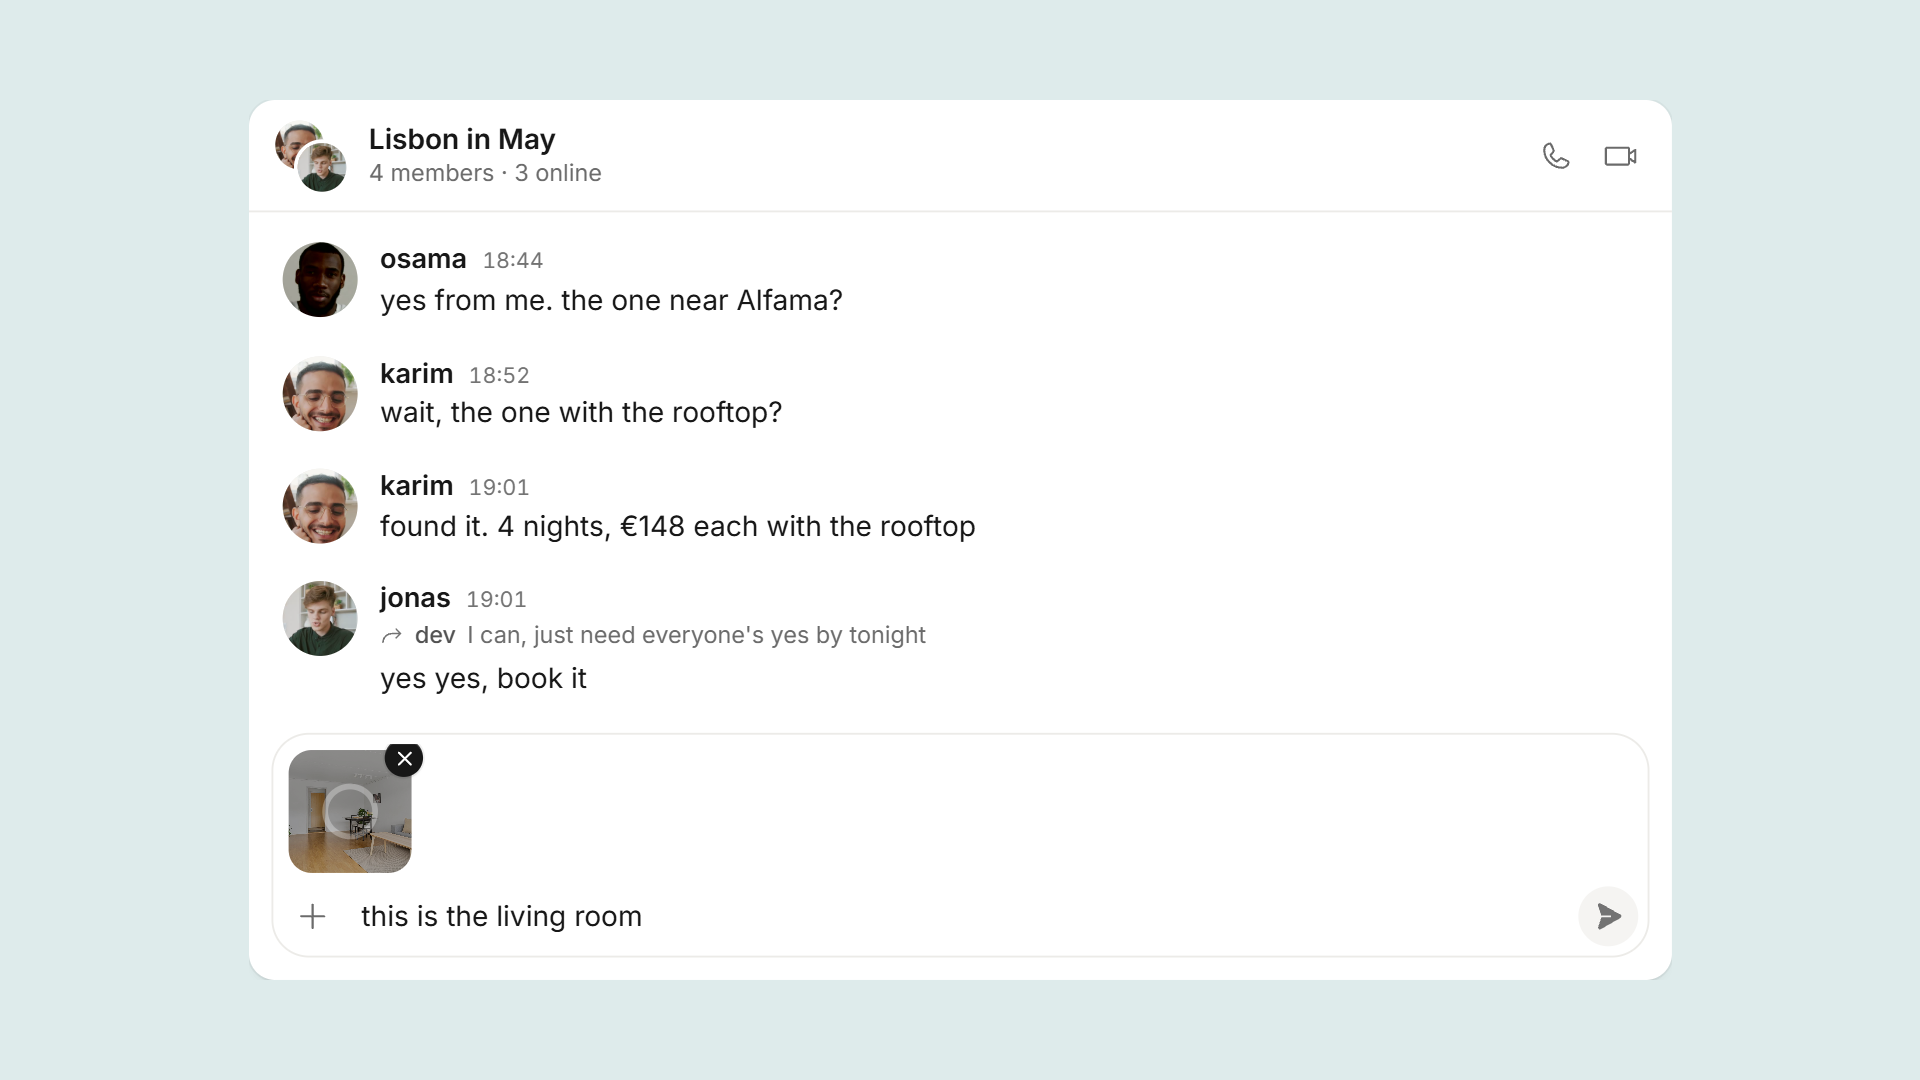 Lisbon in May
4 members · 3 online
osama 18:44
yes from me. the one near Alfama?
karim 18:52
wait, the one with the rooftop?
karim 19:01
found it. 4 nights, €148 each with the rooftop
jonas 19:01
dev I can, just need everyone's yes by tonight
yes yes, book it
this is the living room